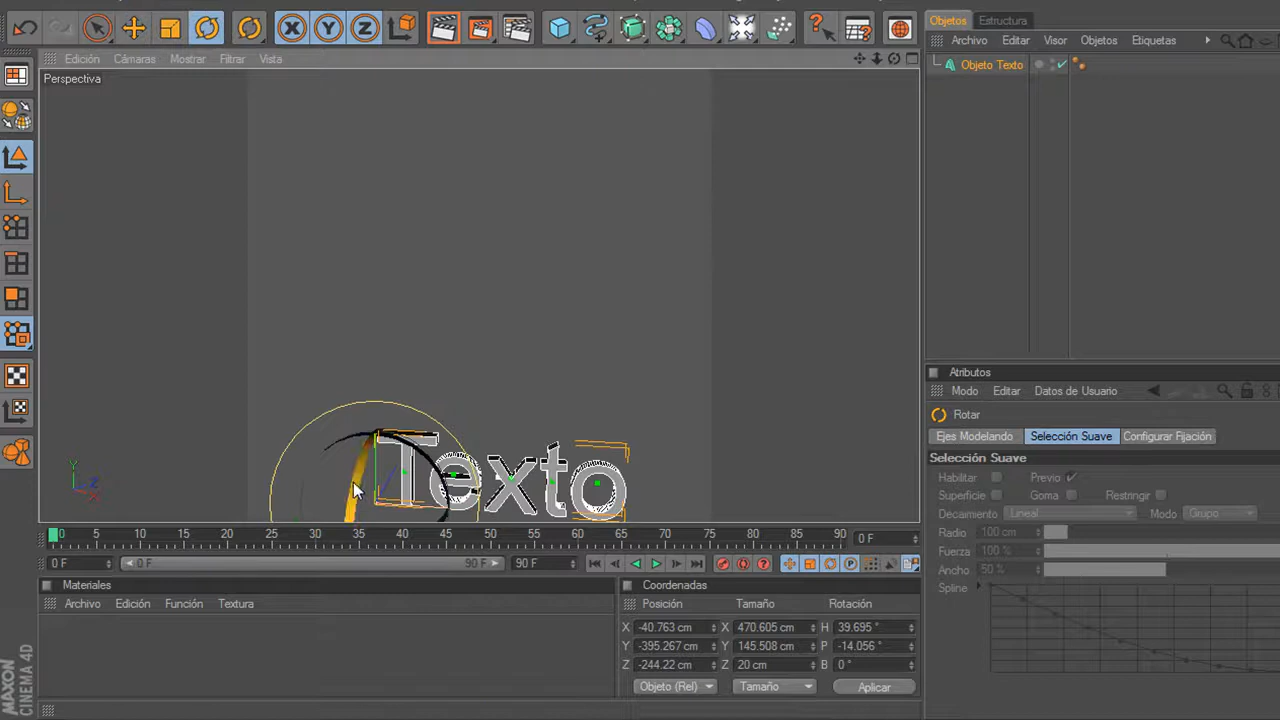 Objetos Estructura
Archivo Editar Visor Objetos Etiquetas
Objeto Texto
Edición Cámaras Mostrar Filtrar Vista
Perspectiva
Texto
Y
Z
X
0 5 10 15 20 25 30 35 40 45 50 55 60 65 70 75 80 85 90 0 F
0 F 0 F 90 F 90 F
Materiales
Archivo Edición Función Textura
Coordenadas
Posición Tamaño Rotación
X -40.763 cm X 470.605 cm H 39.695 °
Y -395.267 cm Y 145.508 cm P -14.056 °
Z -244.22 cm Z 20 cm B 0 °
Objeto (Rel) Tamaño Aplicar
Atributos
Modo Editar Datos de Usuario
Rotar
Ejes Modelando Selección Suave Configurar Fijación
Selección Suave
Habilitar Previo
Superficie Goma Restringir
Decaimiento Lineal Modo Grupo
Radio 100 cm
Fuerza 100 %
Ancho 50 %
Spline
MAXON
CINEMA 4D